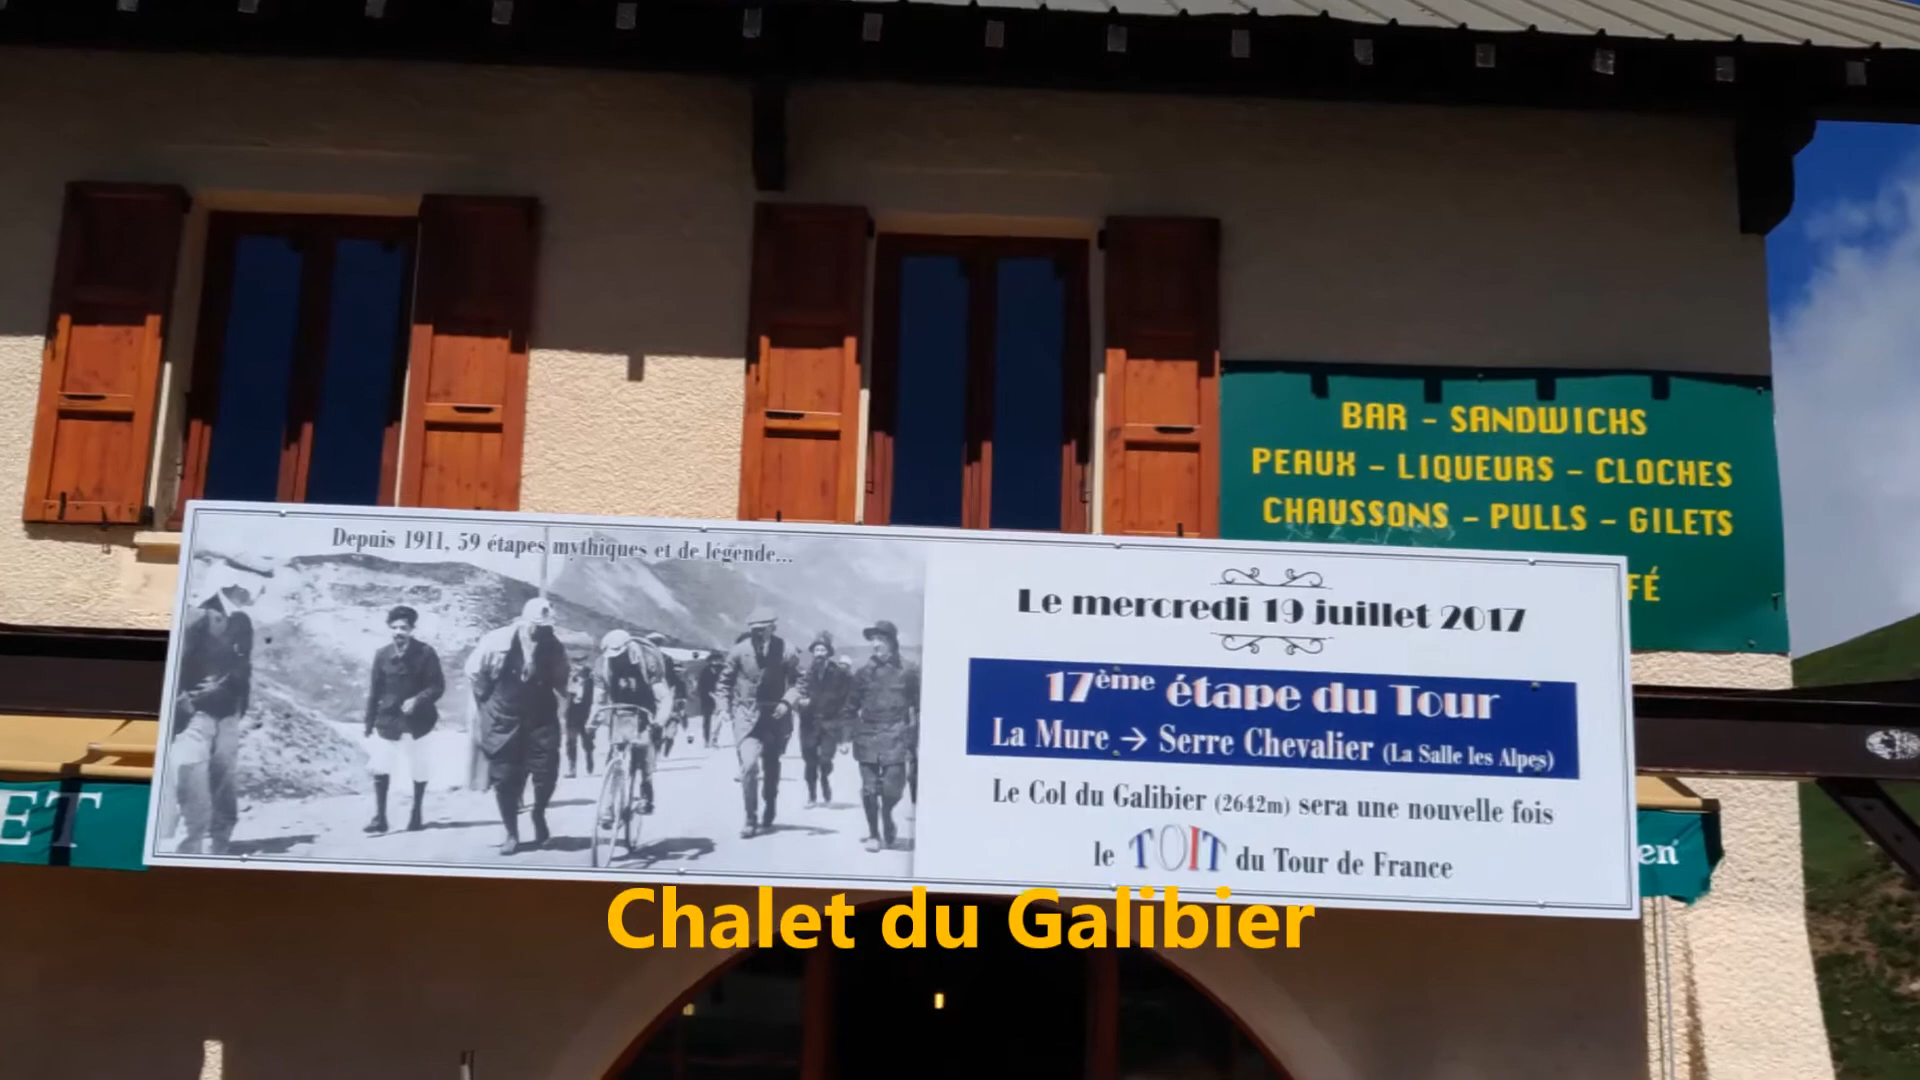 BAR - SANDWICHS
PEAUX - LIQUEURS - CLOCHES
CHAUSSONS - PULLS - GILETS
FÉ
Depuis 1911, 59 étapes mythiques et de légende...
Le mercredi 19 juillet 2017
17ème étape du Tour
La Mure → Serre Chevalier (La Salle les Alpes)
Le Col du Galibier (2642m) sera une nouvelle fois
le TOIT du Tour de France
ET
en
Chalet du Galibier